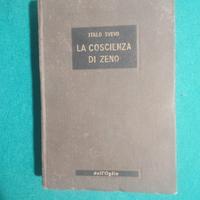 ITALO SVEVO
LA COSCIENZA
DI ZENO
dall'Oglio